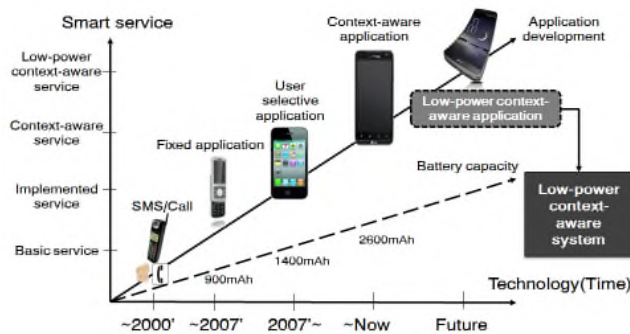 Smart service
Low-power
context-aware
service
Context-aware
service
Implemented
service
Basic service
SMS/Call
Fixed application
User
selective
application
Context-aware
application
Application
development
Low-power context-
aware application
Battery capacity
Low-power
context-
aware
system
900mAh
1400mAh
2600mAh
Technology(Time)
~2000'
~2007'
2007'~
~Now
Future